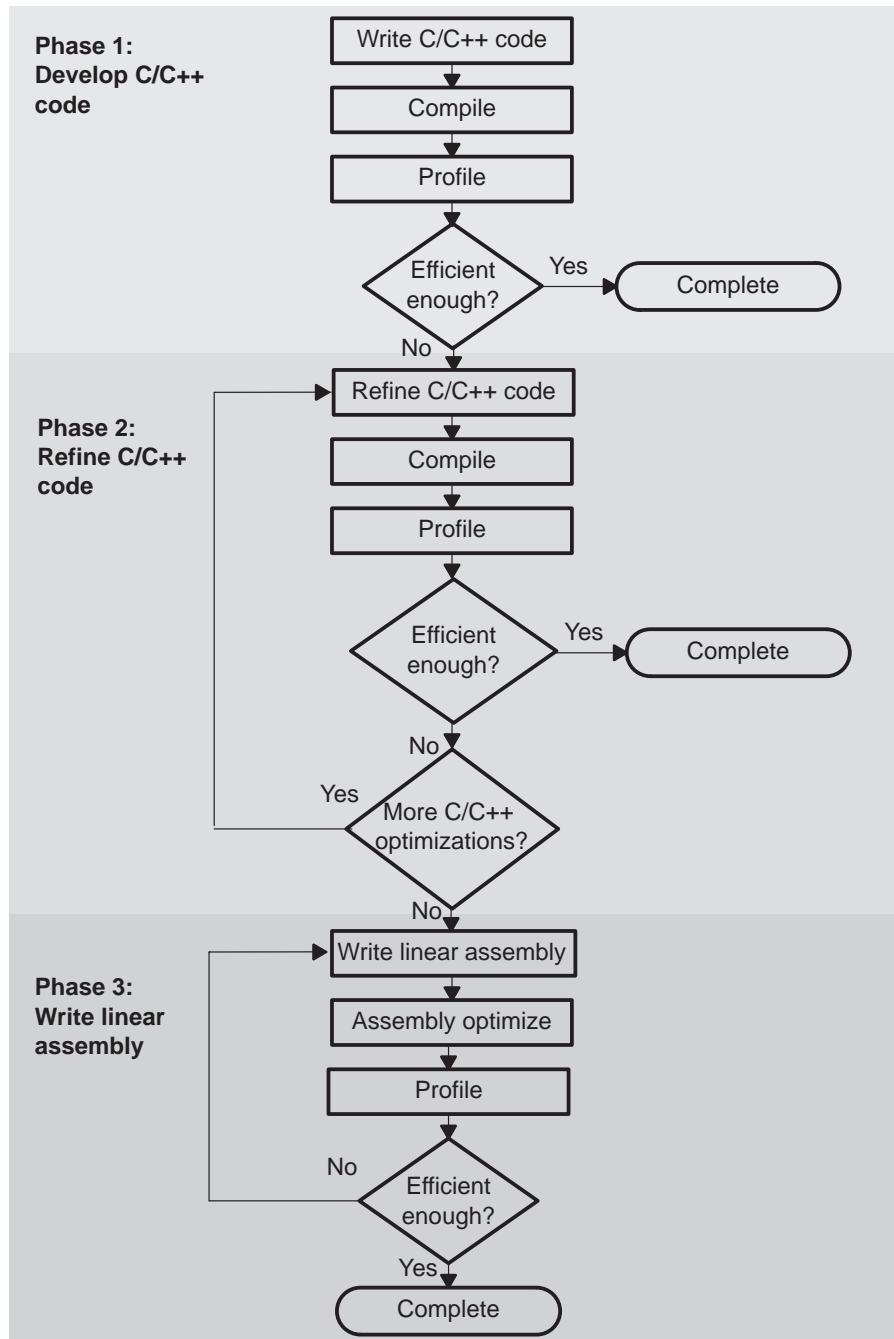 Phase 1:
Develop C/C++
code
Write C/C++ code
Compile
Profile
Efficient
enough?
Yes
Complete
No
Phase 2:
Refine C/C++
code
Refine C/C++ code
Compile
Profile
Efficient
enough?
Yes
Complete
No
Yes
More C/C++
optimizations?
No
Phase 3:
Write linear
assembly
Write linear assembly
Assembly optimize
Profile
No
Efficient
enough?
Yes
Complete